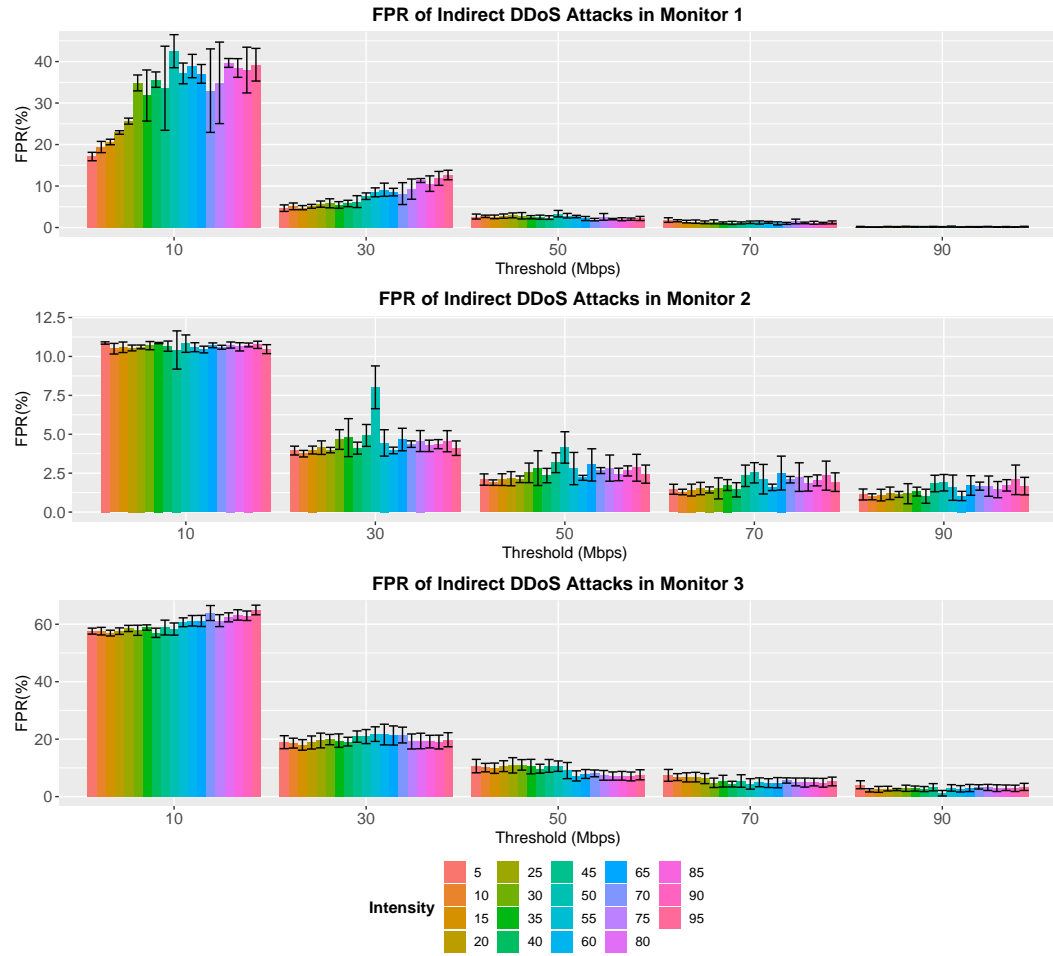 FPR of Indirect DDoS Attacks in Monitor 1
FPR(%)
40
30
20
10
0
10 30 50 70 90
Threshold (Mbps)
FPR of Indirect DDoS Attacks in Monitor 2
FPR(%)
12.5
10.0
7.5
5.0
2.5
0.0
10 30 50 70 90
Threshold (Mbps)
FPR of Indirect DDoS Attacks in Monitor 3
FPR(%)
60
40
20
0
10 30 50 70 90
Threshold (Mbps)
Intensity
5 25 45 65 85
10 30 50 70 90
15 35 55 75 95
20 40 60 80